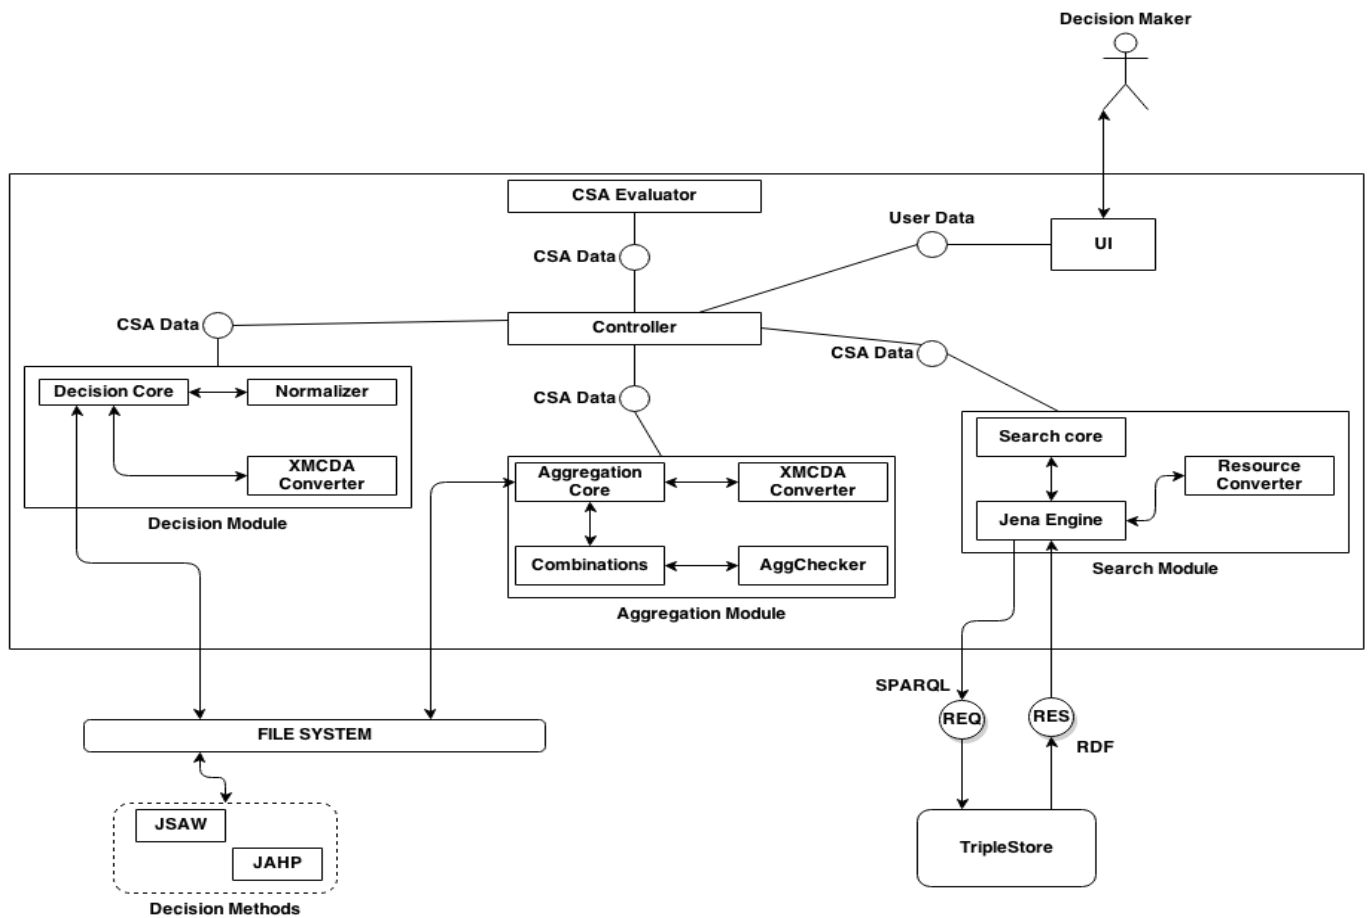 Decision Maker
CSA Evaluator
User Data
UI
CSA Data
CSA Data
Controller
CSA Data
CSA Data
Decision Core
Normalizer
XMCDA
Converter
Decision Module
Aggregation
Core
XMCDA
Converter
Combinations
AggChecker
Aggregation Module
Search core
Resource
Converter
Jena Engine
Search Module
SPARQL
REQ
RES
RDF
FILE SYSTEM
JSAW
JAHP
Decision Methods
TripleStore